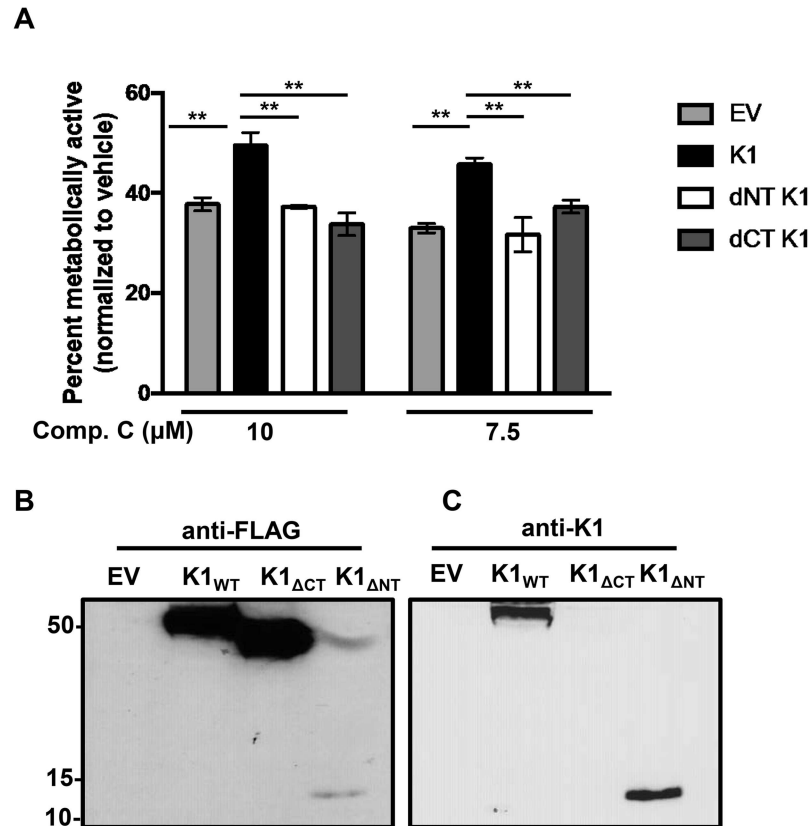 A
Percent metabolically active
(normalized to vehicle)
60
40
20
0
** ** **
** ** **
EV
K1
dNT K1
dCT K1
Comp. C (µM) 10 7.5
B
anti-FLAG
EV K1WT K1ΔCT K1ΔNT
50
15
10
C
anti-K1
EV K1WT K1ΔCT K1ΔNT